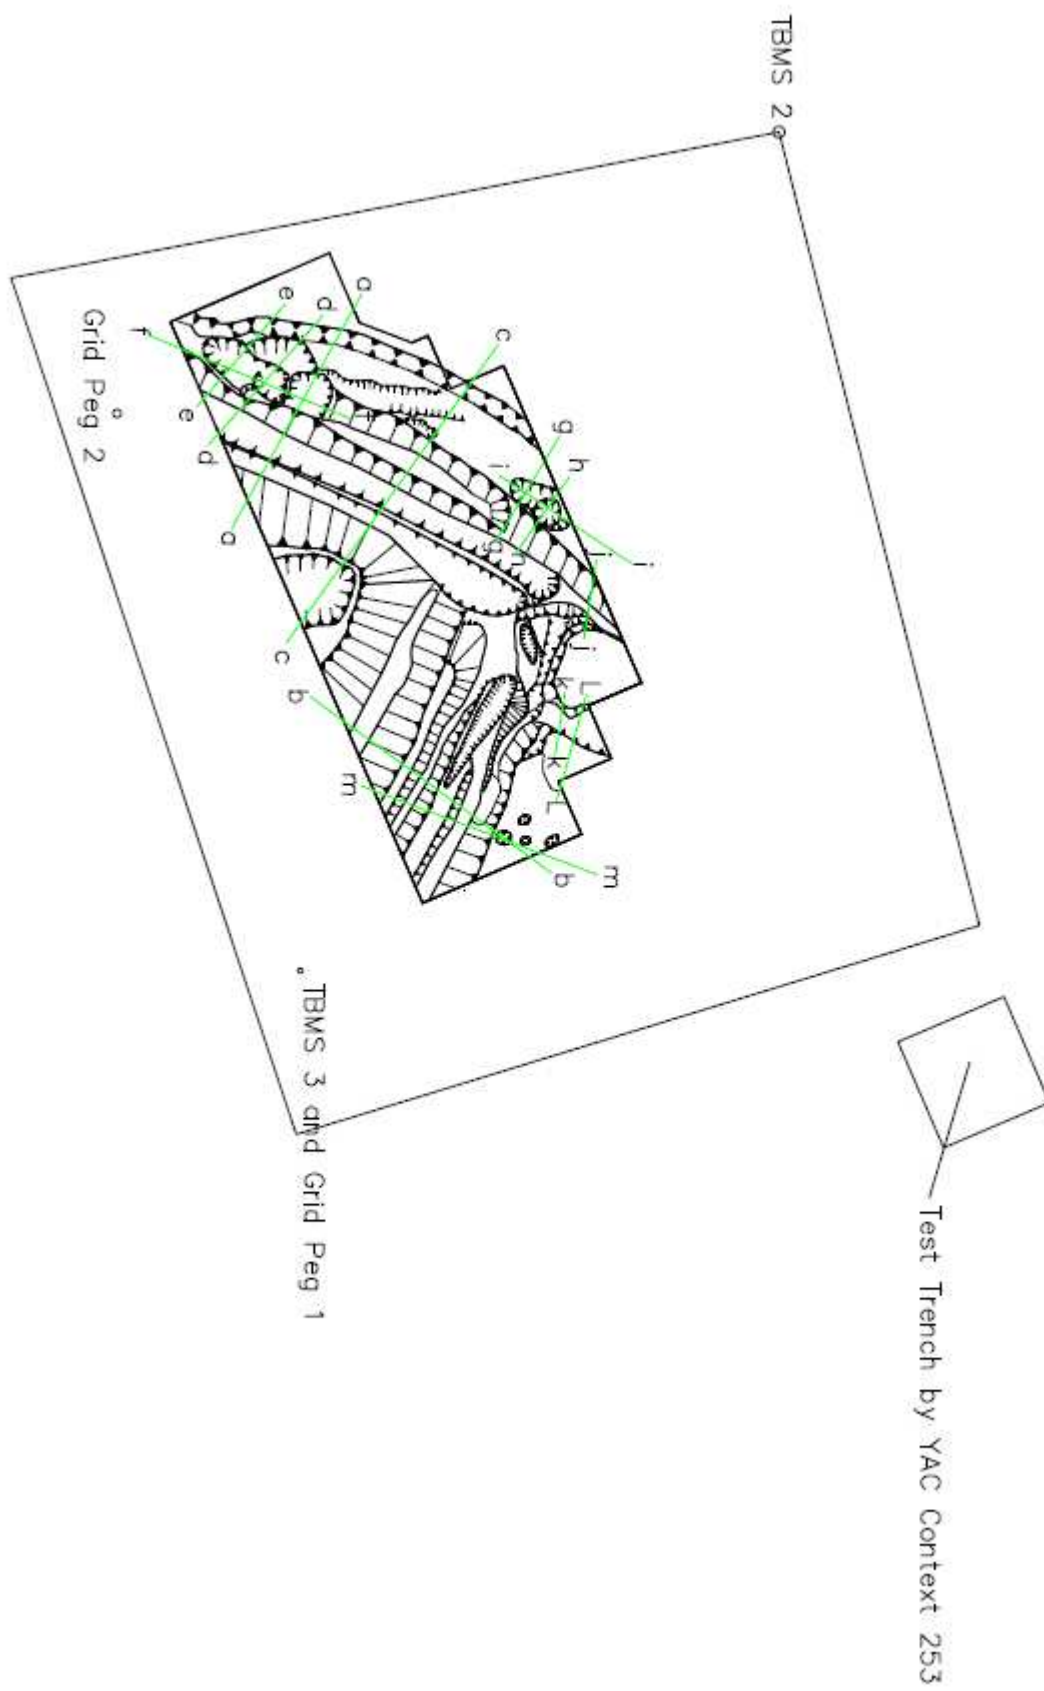 TBMS 2
Grid Peg 2
TBMS 3 and Grid Peg 1
Test Trench by YAC Context 253
a
a
b
b
c
c
d
d
e
e
f
f
g
g
h
h
i
i
j
j
k
k
L
L
m
m